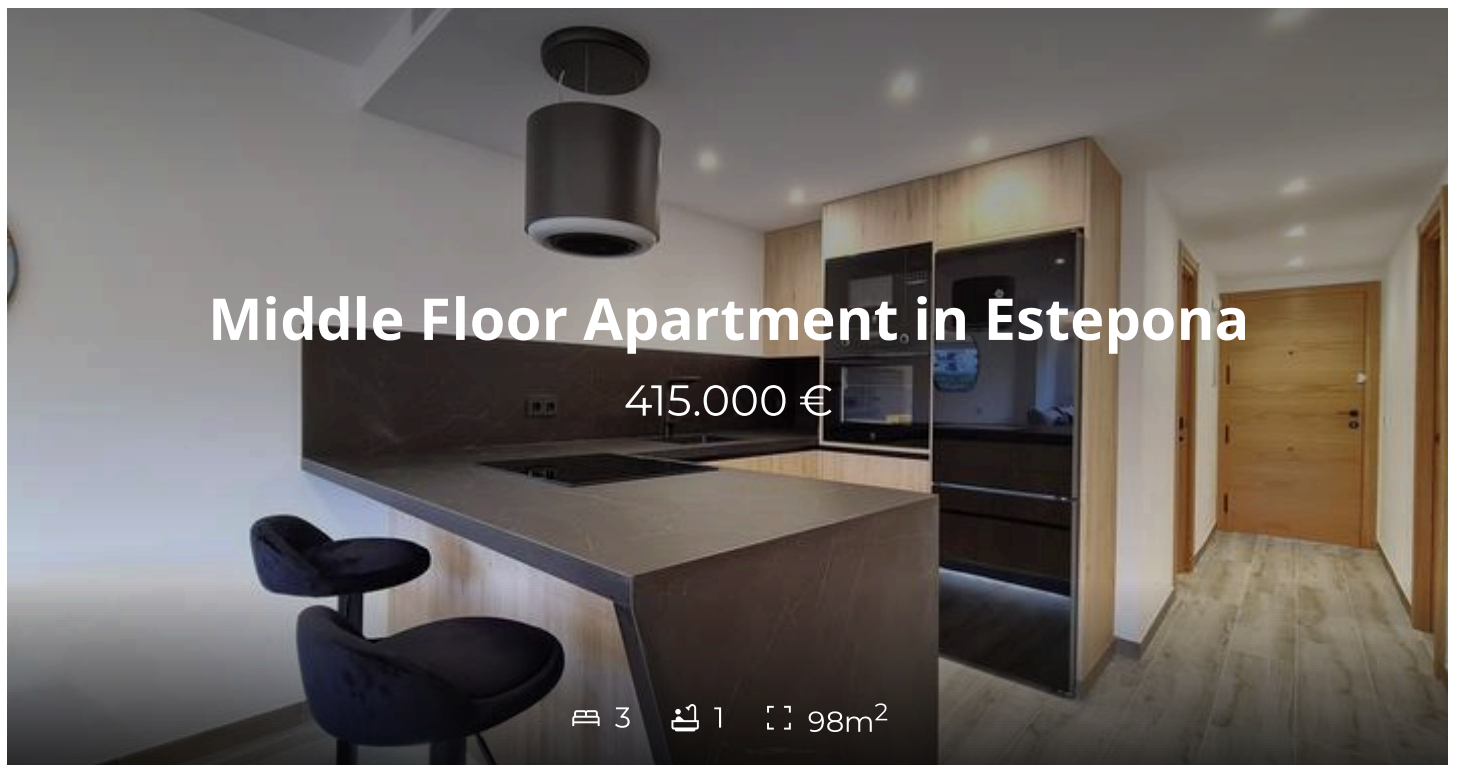 Middle Floor Apartment in Estepona
415.000 €
3 1 98m²